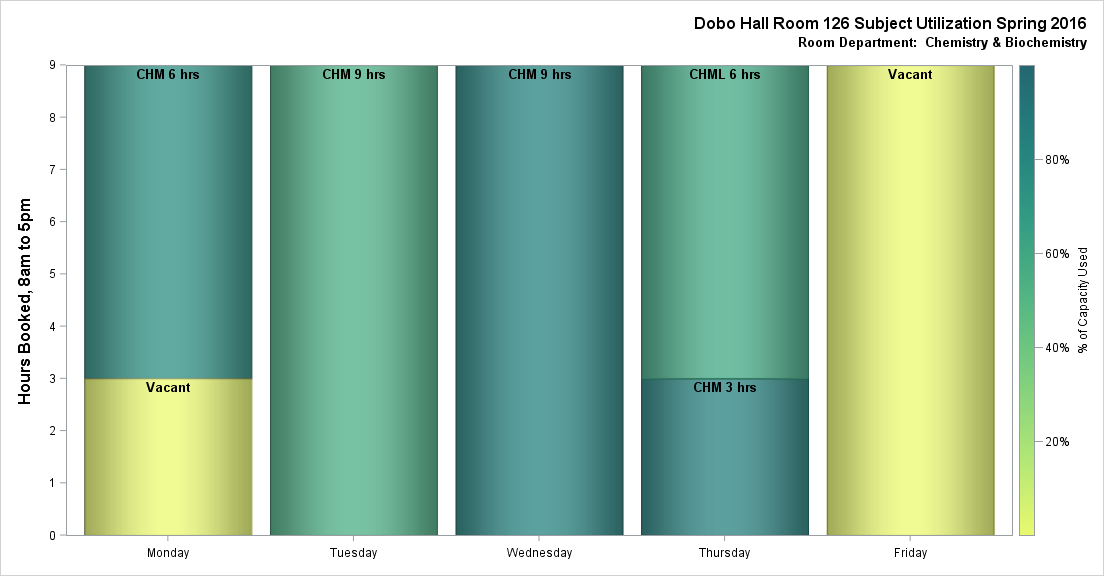 Dobo Hall Room 126 Subject Utilization Spring 2016
Room Department:  Chemistry & Biochemistry
Hours Booked, 8am to 5pm
9
8
7
6
5
4
3
2
1
0
CHM 6 hrs
Vacant
CHM 9 hrs
CHM 9 hrs
CHML 6 hrs
CHM 3 hrs
Vacant
Monday
Tuesday
Wednesday
Thursday
Friday
80%
60%
40%
20%
% of Capacity Used